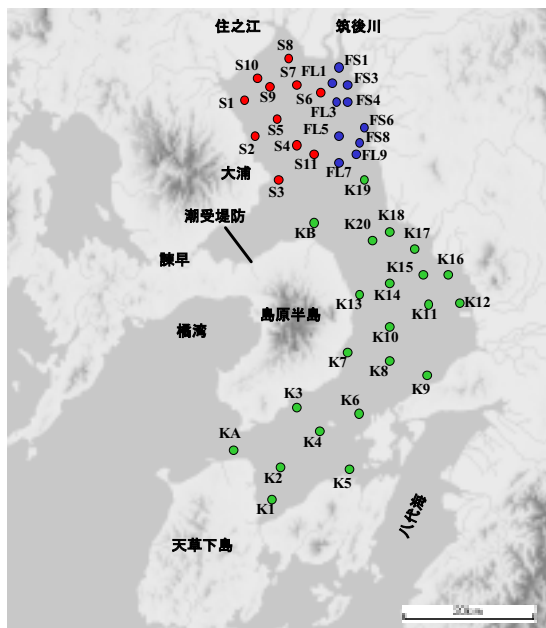 住之江
筑後川
S8
S10
S7
FL1
FS1
FS3
S1
S9
S6
FL3
FS4
S5
FL5
FS6
S2
S4
FS8
S11
FL9
大浦
S3
FL7
K19
潮受堤防
KB
K20
K18
K17
諫早
K15
K16
K14
K13
島原半島
K11
K12
橘湾
K10
K7
K8
K9
K3
K6
KA
K4
K2
K5
K1
八代海
天草下島
20km